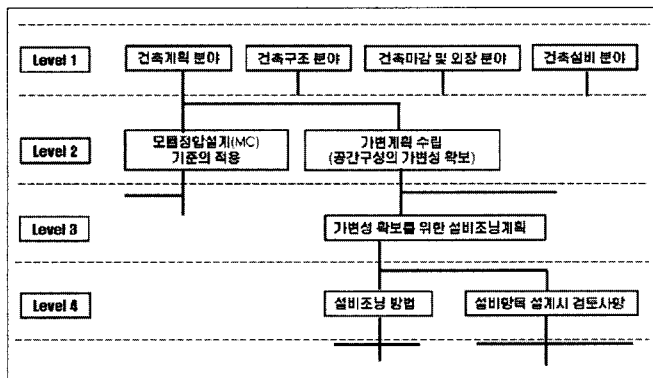 Level 1
건축계획 분야
건축구조 분야
건축마감 및 외장 분야
건축설비 분야
Level 2
모듈정합설계(MC)
기준의 적용
가변계획 수립
(공간구성의 가변성 확보)
Level 3
가변성 확보를 위한 설비조닝계획
Level 4
설비조닝 방법
설비항목 설계시 검토사항